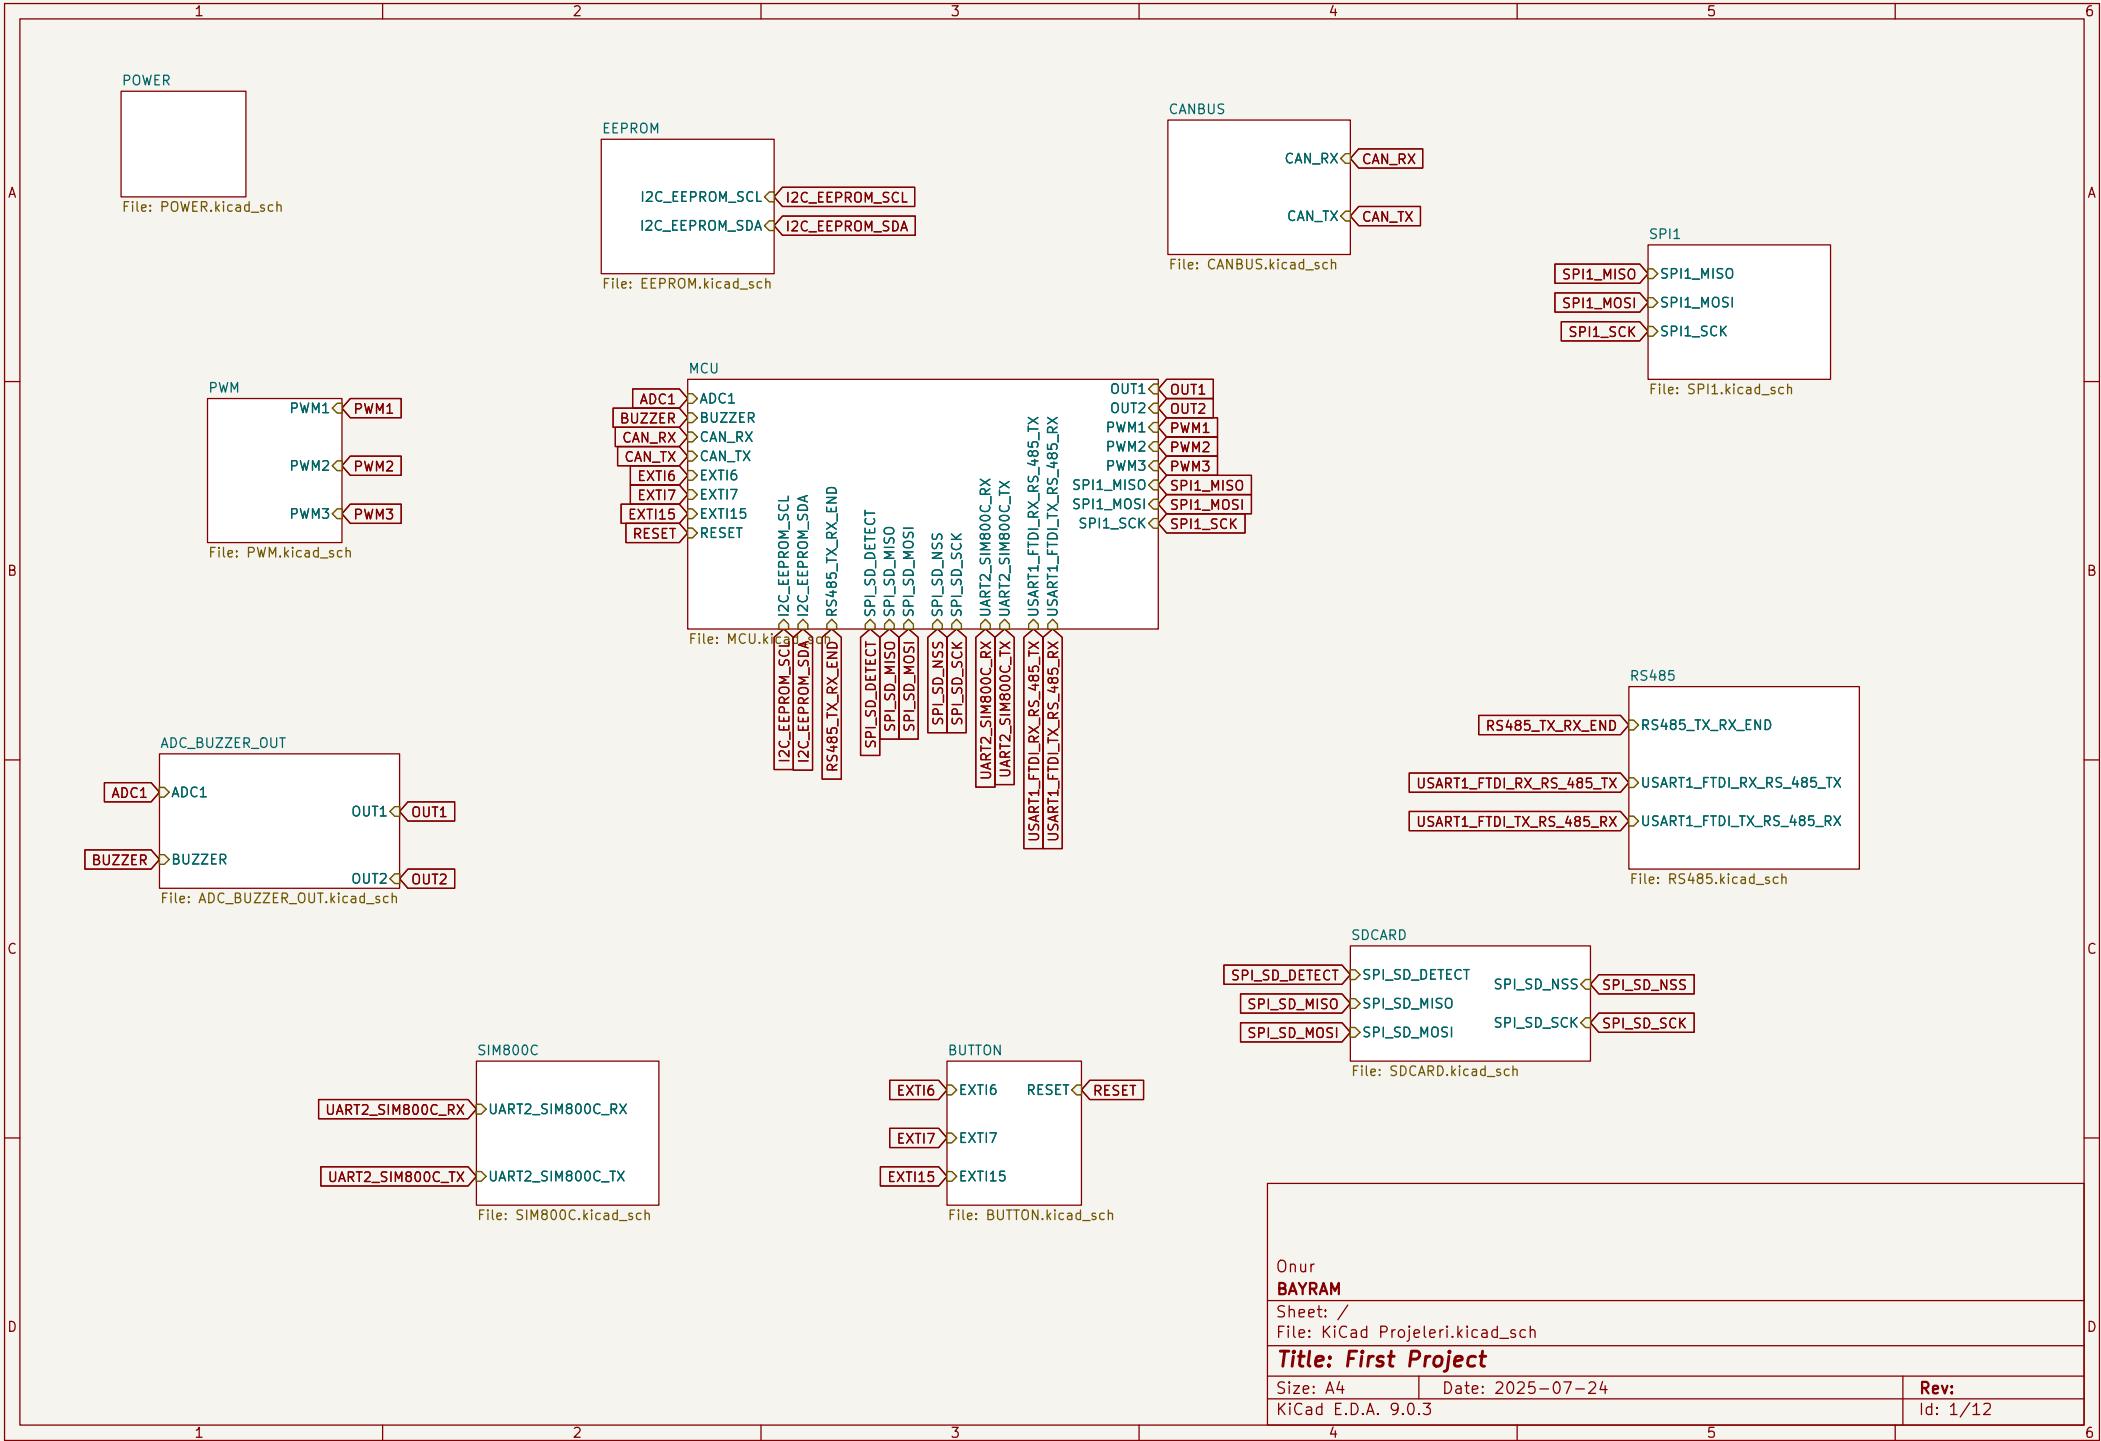 1 2 3 4 5 6
A
B
C
D
A
B
C
D
POWER
File: POWER.kicad_sch
EEPROM
I2C_EEPROM_SCL I2C_EEPROM_SCL
I2C_EEPROM_SDA I2C_EEPROM_SDA
File: EEPROM.kicad_sch
CANBUS
CAN_RX CAN_RX
CAN_TX CAN_TX
File: CANBUS.kicad_sch
SPI1
SPI1_MISO SPI1_MISO
SPI1_MOSI SPI1_MOSI
SPI1_SCK SPI1_SCK
File: SPI1.kicad_sch
PWM
PWM1 PWM1
PWM2 PWM2
PWM3 PWM3
File: PWM.kicad_sch
MCU
ADC1 ADC1
BUZZER BUZZER
CAN_RX CAN_RX
CAN_TX CAN_TX
EXTI6 EXTI6
EXTI7 EXTI7
EXTI15 EXTI15
RESET RESET
OUT1 OUT1
OUT2 OUT2
PWM1 PWM1
PWM2 PWM2
PWM3 PWM3
SPI1_MISO SPI1_MISO
SPI1_MOSI SPI1_MOSI
SPI1_SCK SPI1_SCK
I2C_EEPROM_SCL I2C_EEPROM_SCL
I2C_EEPROM_SDA I2C_EEPROM_SDA
RS485_TX_RX_END RS485_TX_RX_END
SPI_SD_DETECT SPI_SD_DETECT
SPI_SD_MISO SPI_SD_MISO
SPI_SD_MOSI SPI_SD_MOSI
SPI_SD_NSS SPI_SD_NSS
SPI_SD_SCK SPI_SD_SCK
UART2_SIM800C_RX UART2_SIM800C_RX
UART2_SIM800C_TX UART2_SIM800C_TX
USART1_FTDI_RX_RS_485_TX USART1_FTDI_RX_RS_485_TX
USART1_FTDI_TX_RS_485_RX USART1_FTDI_TX_RS_485_RX
File: MCU.kicad_sch
RS485
RS485_TX_RX_END RS485_TX_RX_END
USART1_FTDI_RX_RS_485_TX USART1_FTDI_RX_RS_485_TX
USART1_FTDI_TX_RS_485_RX USART1_FTDI_TX_RS_485_RX
File: RS485.kicad_sch
ADC_BUZZER_OUT
ADC1 ADC1
OUT1 OUT1
BUZZER BUZZER
OUT2 OUT2
File: ADC_BUZZER_OUT.kicad_sch
SDCARD
SPI_SD_DETECT SPI_SD_DETECT
SPI_SD_NSS SPI_SD_NSS
SPI_SD_MISO SPI_SD_MISO
SPI_SD_SCK SPI_SD_SCK
SPI_SD_MOSI SPI_SD_MOSI
File: SDCARD.kicad_sch
SIM800C
UART2_SIM800C_RX UART2_SIM800C_RX
UART2_SIM800C_TX UART2_SIM800C_TX
File: SIM800C.kicad_sch
BUTTON
EXTI6 EXTI6 RESET RESET
EXTI7 EXTI7
EXTI15 EXTI15
File: BUTTON.kicad_sch
Onur
BAYRAM
Sheet: /
File: KiCad Projeleri.kicad_sch
Title: First Project
Size: A4 Date: 2025-07-24 Rev:
KiCad E.D.A. 9.0.3 Id: 1/12
1 2 3 4 5 6